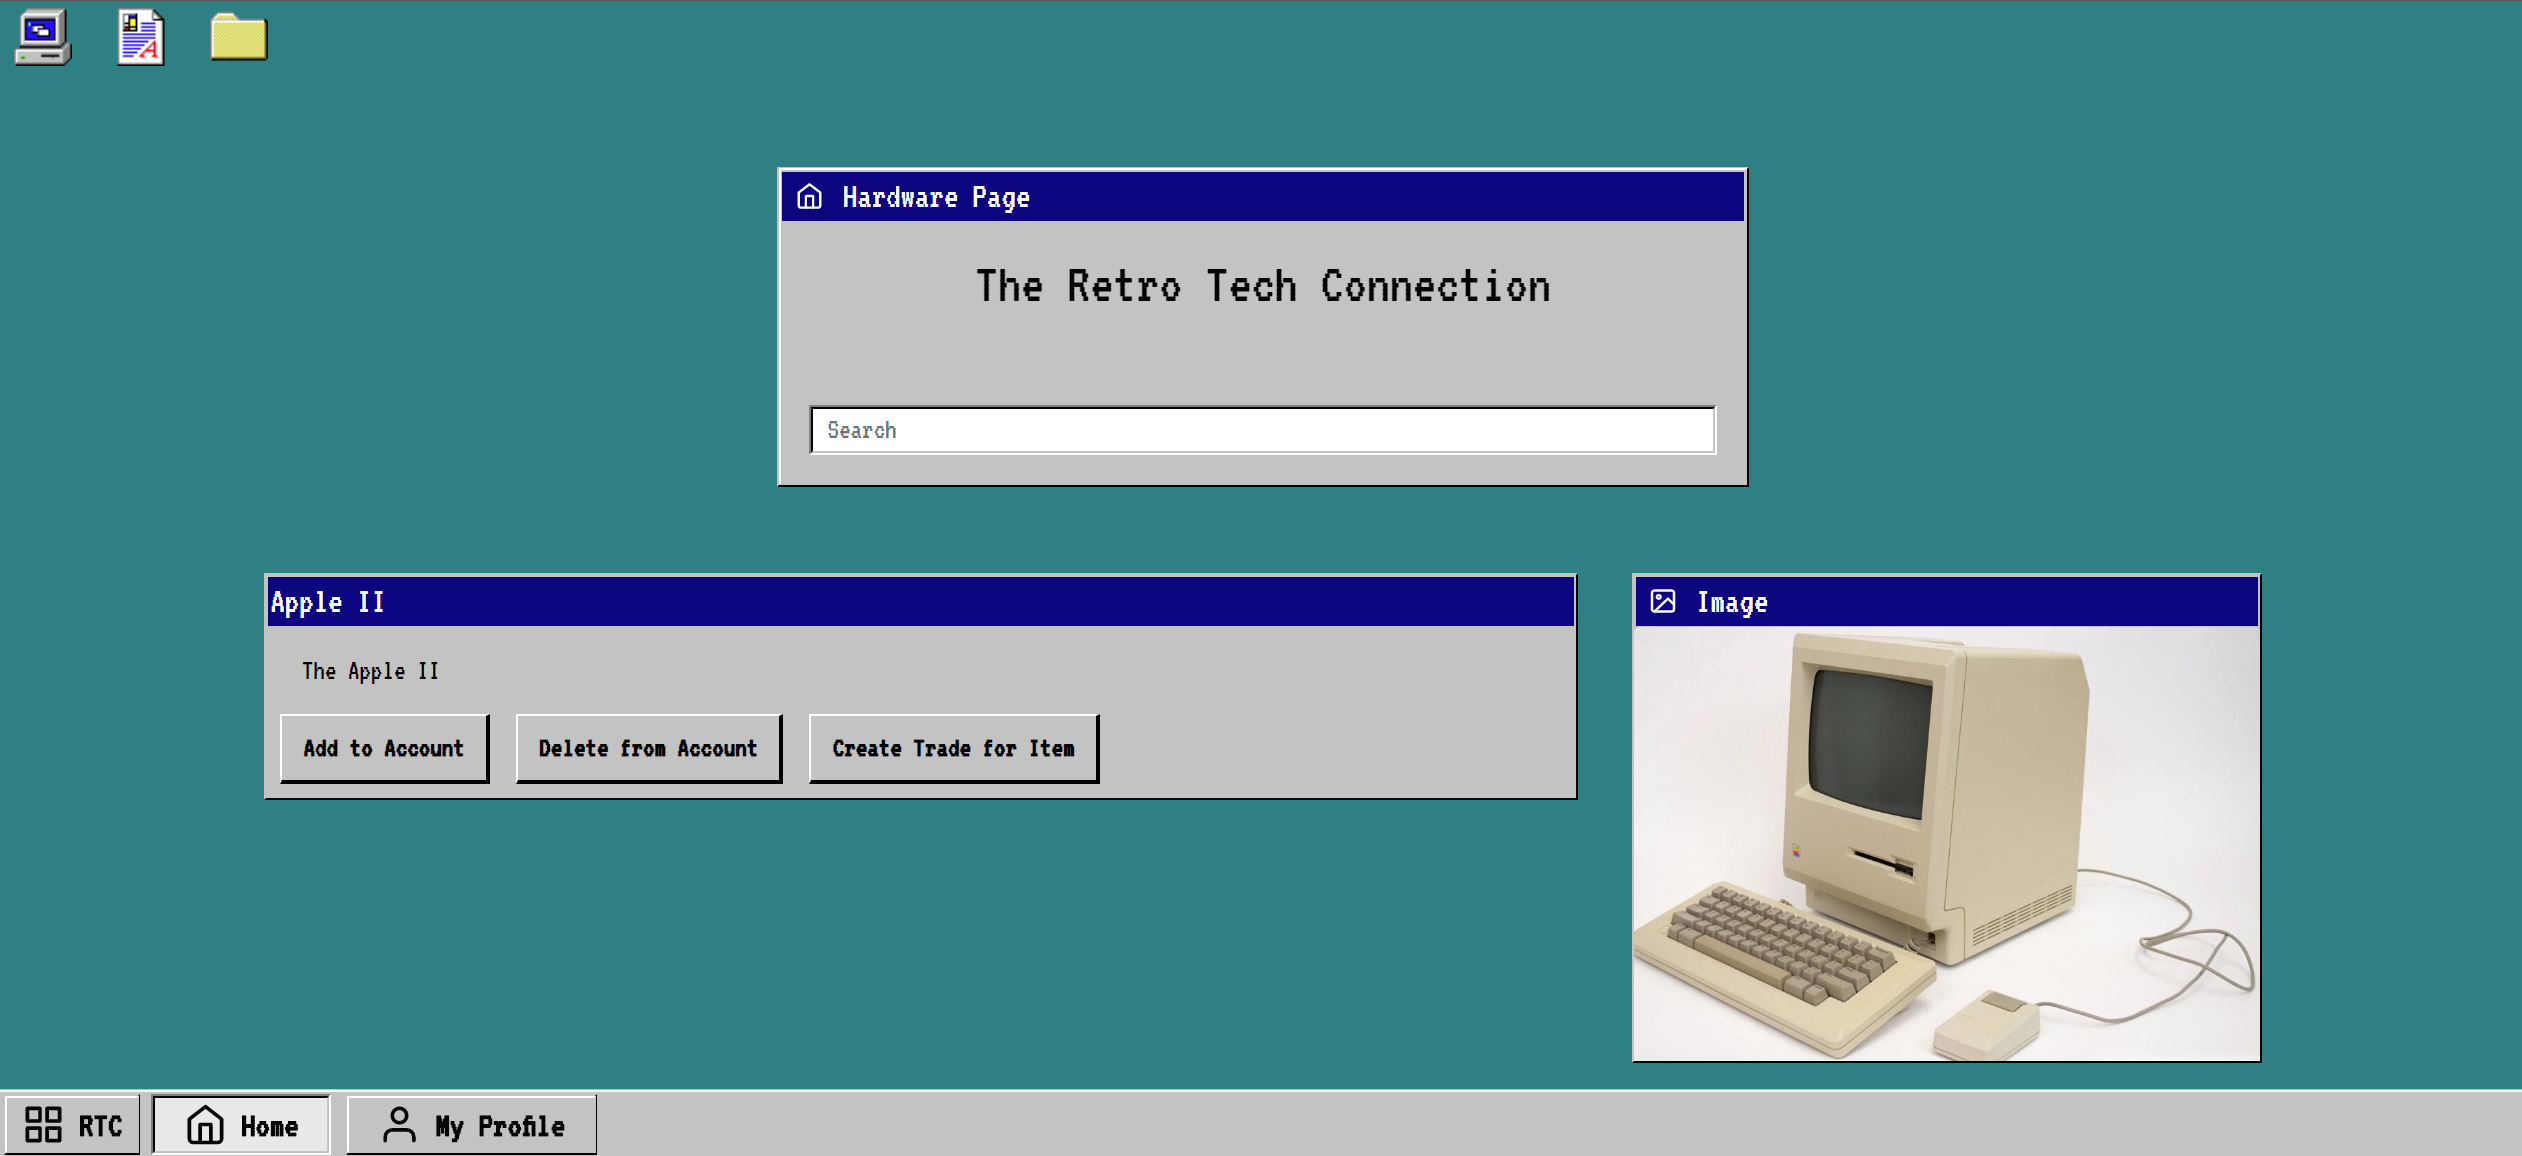 Hardware Page
The Retro Tech Connection
Search
Apple II
The Apple II
Add to Account
Delete from Account
Create Trade for Item
Image
RTC
Home
My Profile